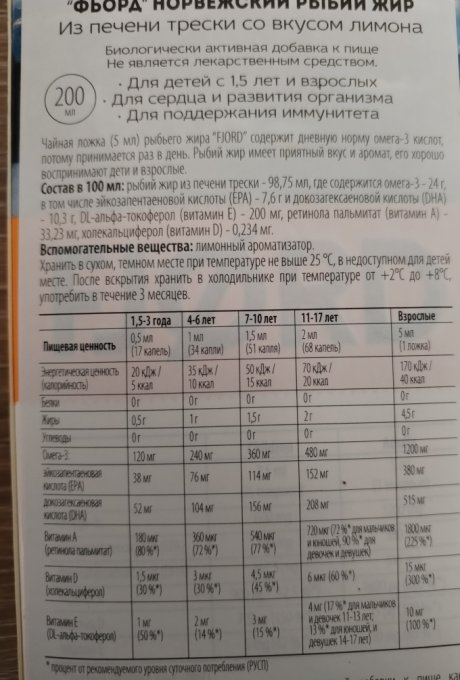 "ФЬОРД" НОРВЕЖСКИЙ РЫБИЙ ЖИР
Из печени трески со вкусом лимона
Биологически активная добавка к пище
Не является лекарственным средством.
200 мл
· Для детей с 1,5 лет и взрослых
· Для сердца и развития организма
· Для поддержания иммунитета
Чайная ложка (5 мл) рыбьего жира "FJORD" содержит дневную норму омега-3 кислот,
потому принимается раз в день. Рыбий жир имеет приятный вкус и аромат, его хорошо
воспринимают дети и взрослые.
Состав в 100 мл: рыбий жир из печени трески - 98,75 мл, где содержится омега-3 - 24 г,
в том числе эйкозапентаеновой кислоты (EPA) - 7,6 г и докозагексаеновой кислоты (DHA)
- 10,3 г, DL-альфа-токоферол (витамин Е) - 200 мг, ретинола пальмитат (витамин А) -
33,23 мг, холекальциферол (витамин D) - 0,234 мг.
Вспомогательные вещества: лимонный ароматизатор.
Хранить в сухом, темном месте при температуре не выше 25 °C, в недоступном для детей
месте. После вскрытия хранить в холодильнике при температуре от +2°C до +8°C,
употребить в течение 3 месяцев.
1,5-3 года 4-6 лет 7-10 лет 11-17 лет Взрослые
Пищевая ценность 0,5 мл (17 капель) 1 мл (34 капли) 1,5 мл (51 капля) 2 мл (68 капель) 5 мл (1 ложка)
Энергетическая ценность (калорийность) 20 кДж / 5 ккал 35 кДж / 10 ккал 50 кДж / 15 ккал 70 кДж / 20 ккал 170 кДж / 40 ккал
Белки 0г 0г 0г 0г 0г
Жиры 0,5г 1г 1,5г 2г 4,5г
Углеводы 0г 0г 0г 0г 0г
Омега-3: 120 мг 240 мг 360 мг 480 мг 1200 мг
эйкозапентаеновая кислота (EPA) 38 мг 76 мг 114 мг 152 мг 380 мг
докозагексаеновая кислота (DHA) 52 мг 104 мг 156 мг 208 мг 515 мг
Витамин А (ретинола пальмитат) 180 мкг (80 %*) 360 мкг (72 %*) 540 мкг (77 %*) 720 мкг (72 %* для мальчиков и юношей, 90 %* для девочек и девушек) 1800 мкг (225 %*)
Витамин D (холекальциферол) 1,5 мкг (30 %*) 3 мкг (30 %*) 4,5 мкг (45 %*) 6 мкг (60 %*) 15 мкг (300 %*)
Витамин Е (DL-альфа-токоферол) 1 мг (50 %*) 2 мг (14 %*) 3 мг (15 %*) 4 мг (17 %* для мальчиков и девочек 11-13 лет; 13 %* для юношей, и девушек 14-17 лет) 10 мг (100 %*)
* процент от рекомендуемого уровня суточного потребления (РУСП)